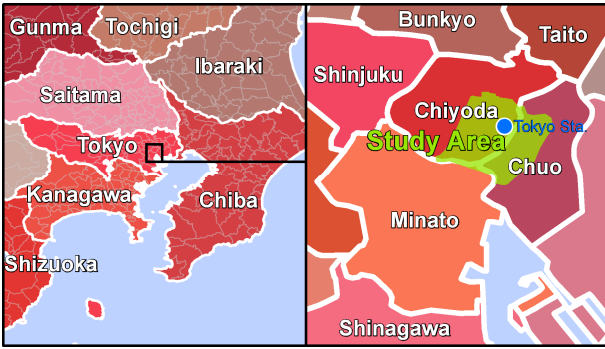 Gunma
Tochigi
Ibaraki
Saitama
Tokyo
Kanagawa
Chiba
Shizuoka
Bunkyo
Taito
Shinjuku
Chiyoda
Tokyo Sta.
Study Area
Chuo
Minato
Shinagawa